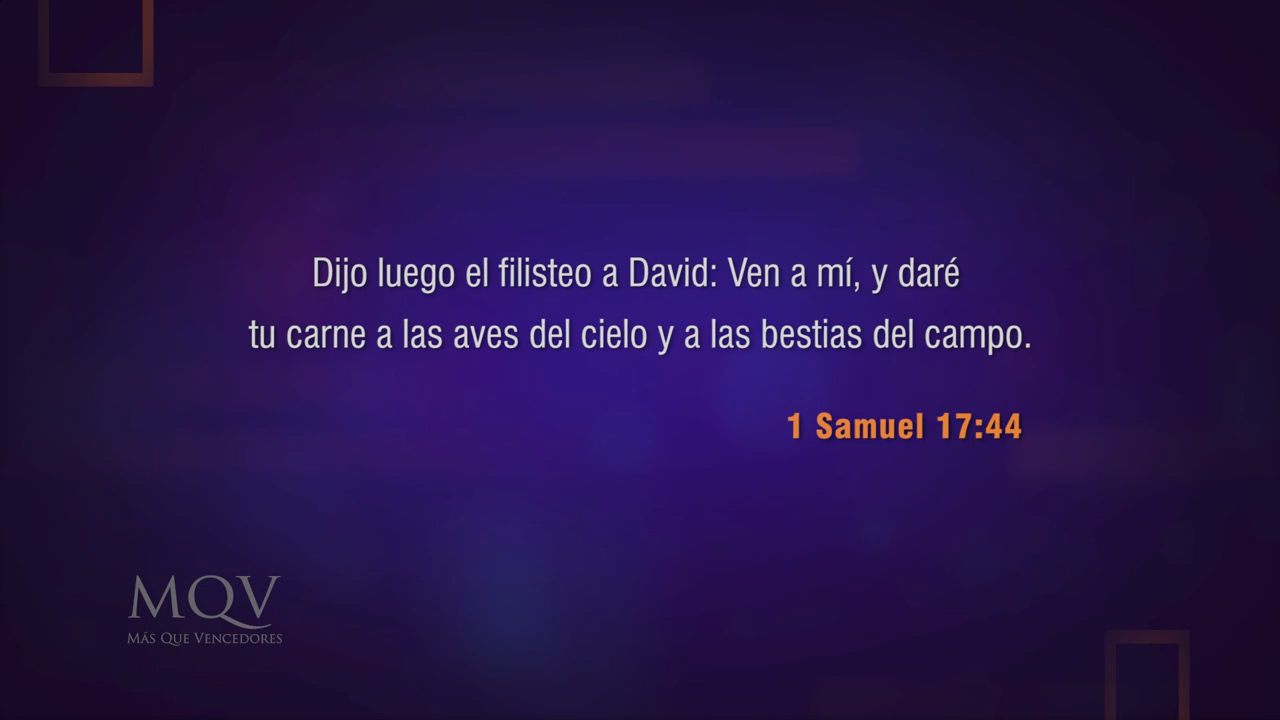 Dijo luego el filisteo a David: Ven a mí, y daré
tu carne a las aves del cielo y a las bestias del campo.
1 Samuel 17:44
MQV
MÁS QUE VENCEDORES